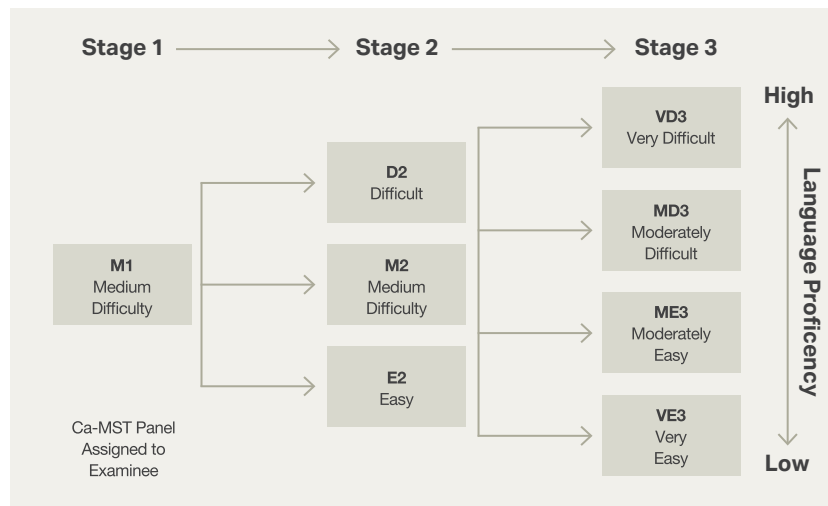 Stage 1
Stage 2
Stage 3
M1
Medium
Difficulty
D2
Difficult
M2
Medium
Difficulty
E2
Easy
VD3
Very Difficult
MD3
Moderately
Difficult
ME3
Moderately
Easy
VE3
Very
Easy
High
Language Proficency
Low
Ca-MST Panel
Assigned to
Examinee